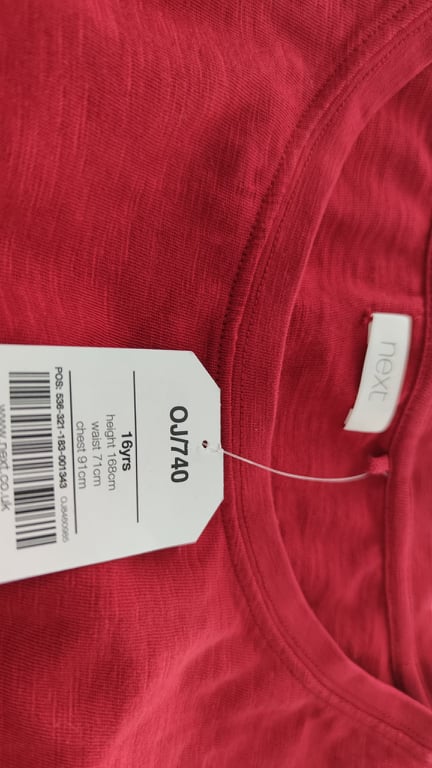 next
OJ/740
16yrs
height 168cm
waist 71cm
chest 91cm
OJ8460985
POS: 536-321-183-001343
www.next.co.uk